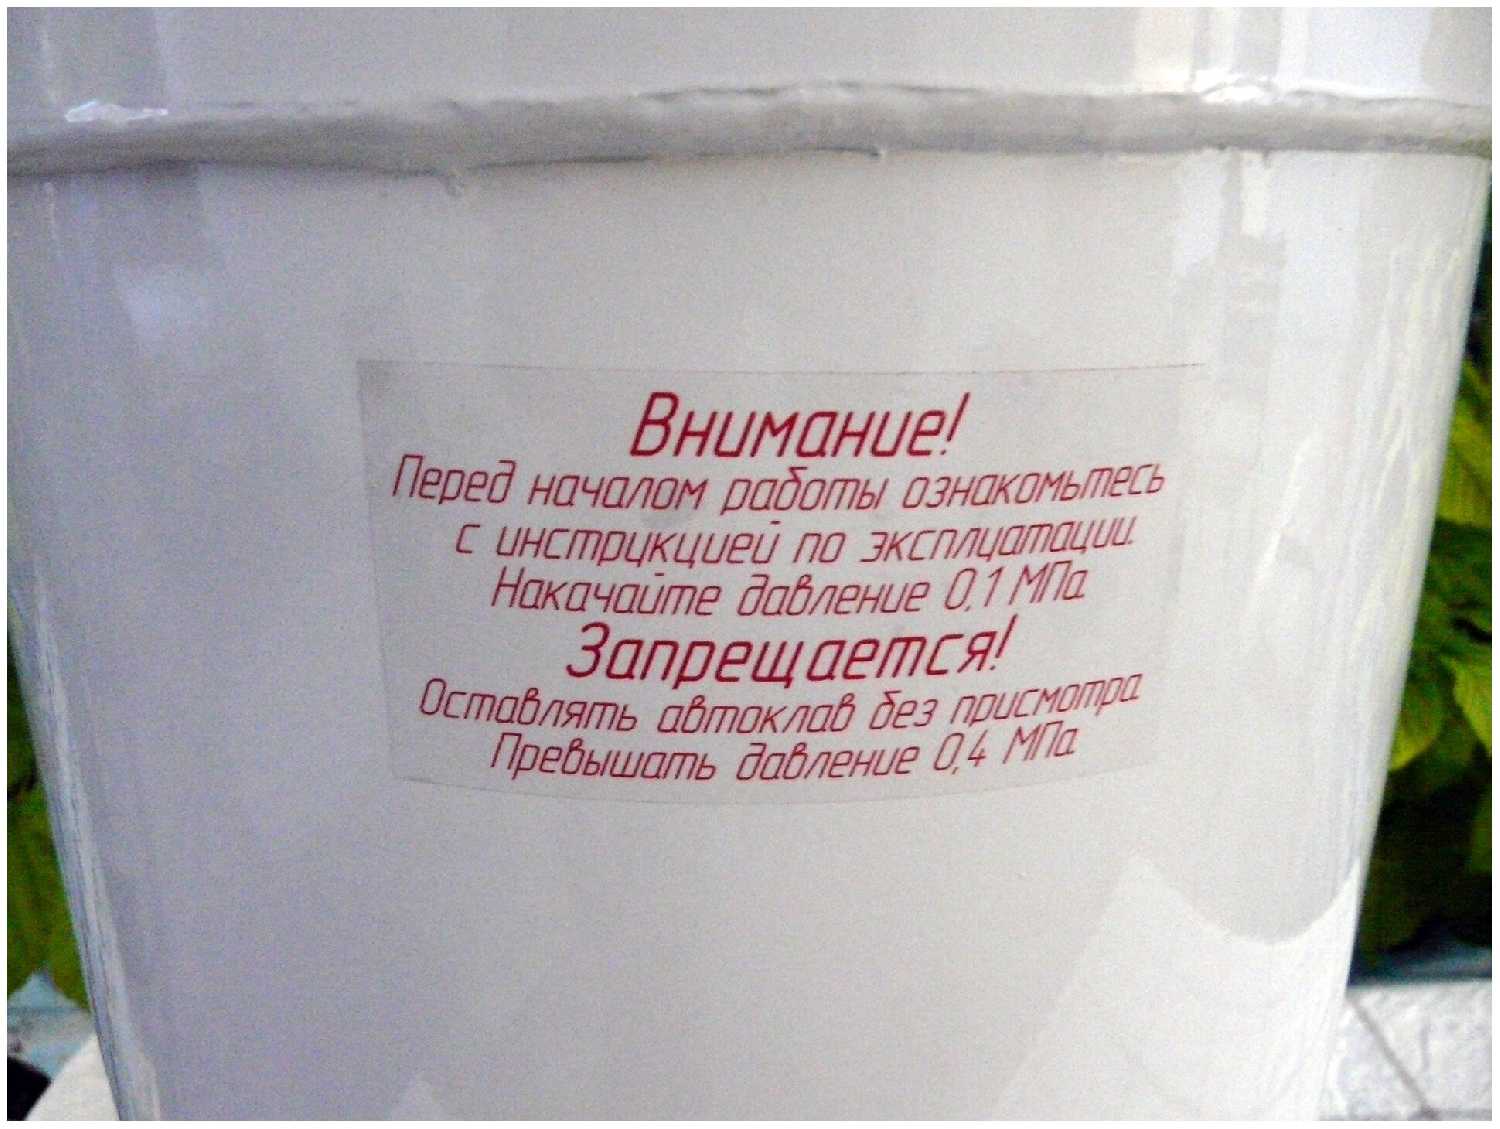 Внимание!
Перед началом работы ознакомьтесь
с инструкцией по эксплуатации.
Накачайте давление 0,1 МПа
Запрещается!
Оставлять автоклав без присмотра
Превышать давление 0,4 МПа